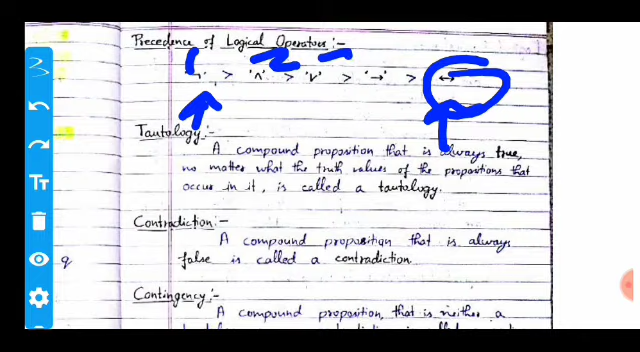 Precedence of Logical Operators :-
'¬' > '∧' > 'v' > '→' > '↔'
Tautology :-
A compound proposition that is always true,
no matter what the truth values of the propositions that
occur in it, is called a tautology.
Contradiction :-
A compound proposition that is always
false is called a contradiction.
q
Contingency :-
A compound proposition, that is neither a
TT